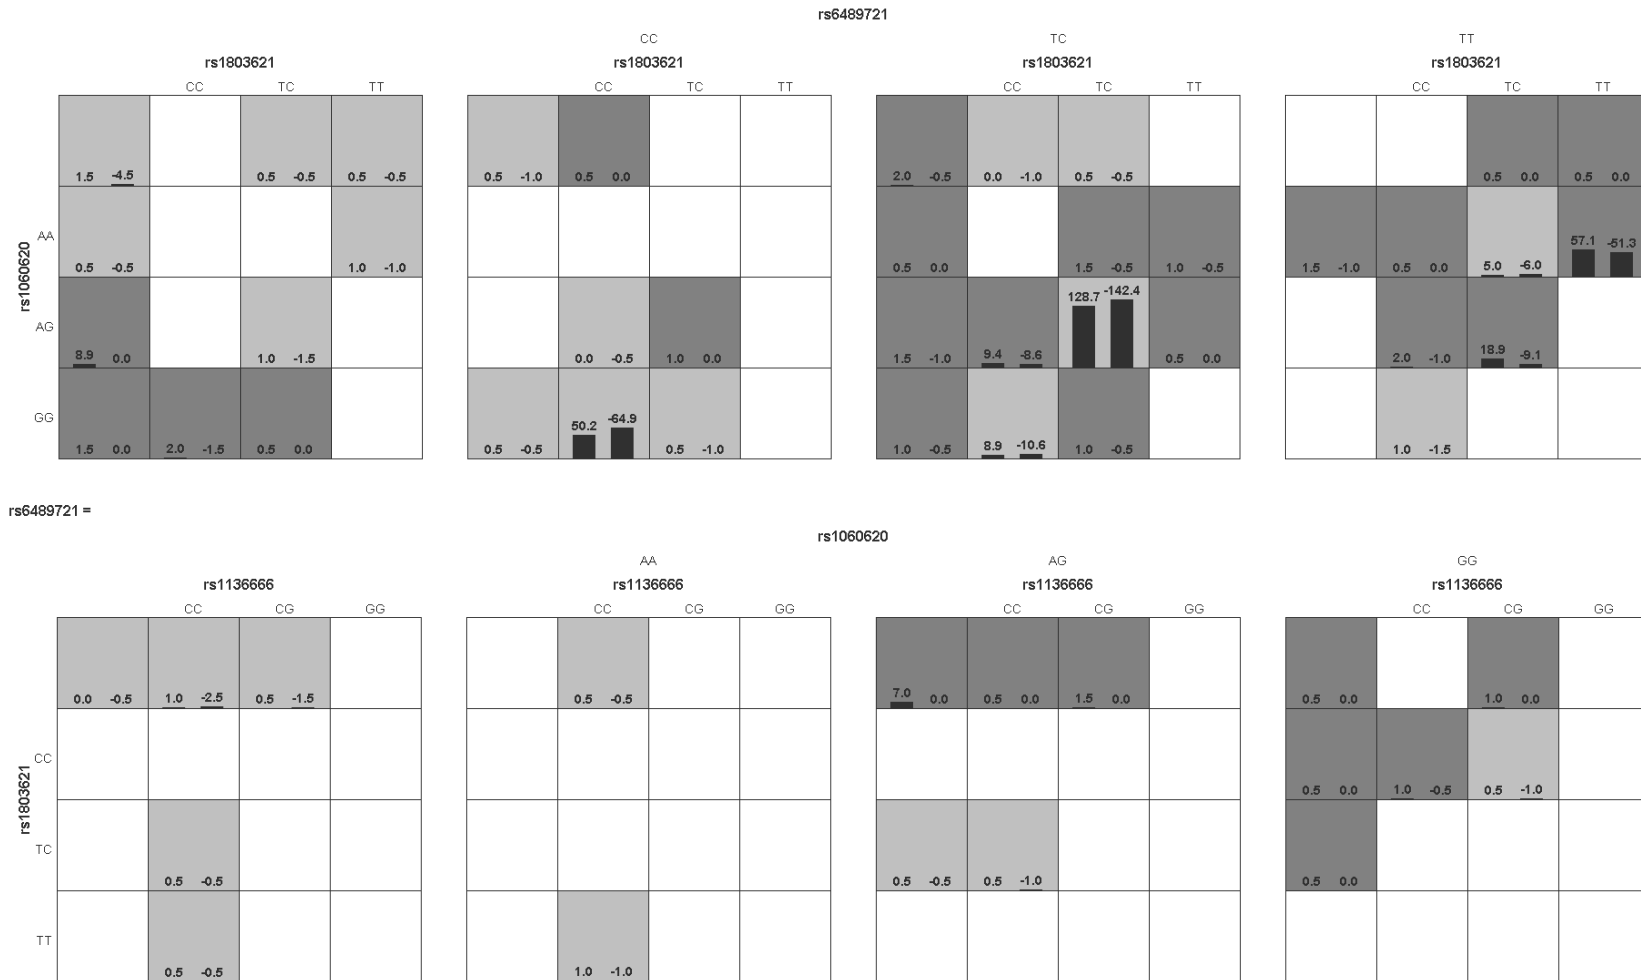 rs6489721
CC TC TT
rs1803621 rs1803621 rs1803621 rs1803621
CC TC TT CC TC TT CC TC TT CC TC TT
1.5 -4.5 0.5 -0.5 0.5 -0.5 0.5 -1.0 0.5 0.0 2.0 -0.5 0.0 -1.0 0.5 -0.5 0.5 0.0 0.5 0.0
rs1060620
AA
0.5 -0.5 1.0 -1.0 0.5 0.0 1.5 -0.5 1.0 -0.5 1.5 -1.0 0.5 0.0 5.0 -6.0 57.1 -51.3
AG
8.9 0.0 1.0 -1.5 0.0 -0.5 1.0 0.0 1.5 -1.0 9.4 -8.6 128.7 -142.4 0.5 0.0 2.0 -1.0 18.9 -9.1
GG
1.5 0.0 2.0 -1.5 0.5 0.0 0.5 -0.5 50.2 -64.9 0.5 -1.0 1.0 -0.5 8.9 -10.6 1.0 -0.5 1.0 -1.5
rs6489721 =
rs1060620
AA AG GG
rs1136666 rs1136666 rs1136666 rs1136666
CC CG GG CC CG GG CC CG GG CC CG GG
0.0 -0.5 1.0 -2.5 0.5 -1.5 0.5 -0.5 7.0 0.0 0.5 0.0 1.5 0.0 0.5 0.0 1.0 0.0
rs1803621
CC
0.5 0.0 1.0 -0.5 0.5 -1.0
TC
0.5 -0.5 0.5 -0.5 0.5 -1.0 0.5 0.0
TT
0.5 -0.5 1.0 -1.0